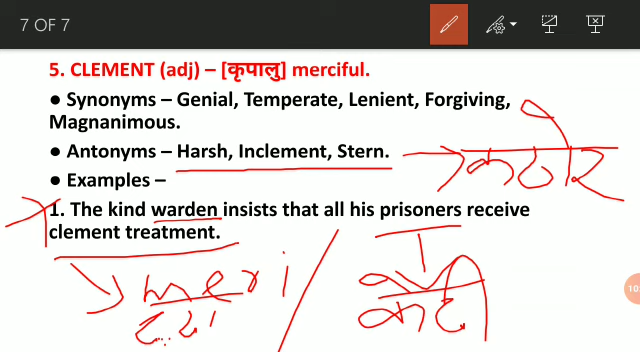 7 OF 7
5. CLEMENT (adj) – [कृपालु] merciful.
● Synonyms – Genial, Temperate, Lenient, Forgiving,
Magnanimous.
● Antonyms – Harsh, Inclement, Stern.
कठोर
● Examples –
1. The kind warden insists that all his prisoners receive
clement treatment.